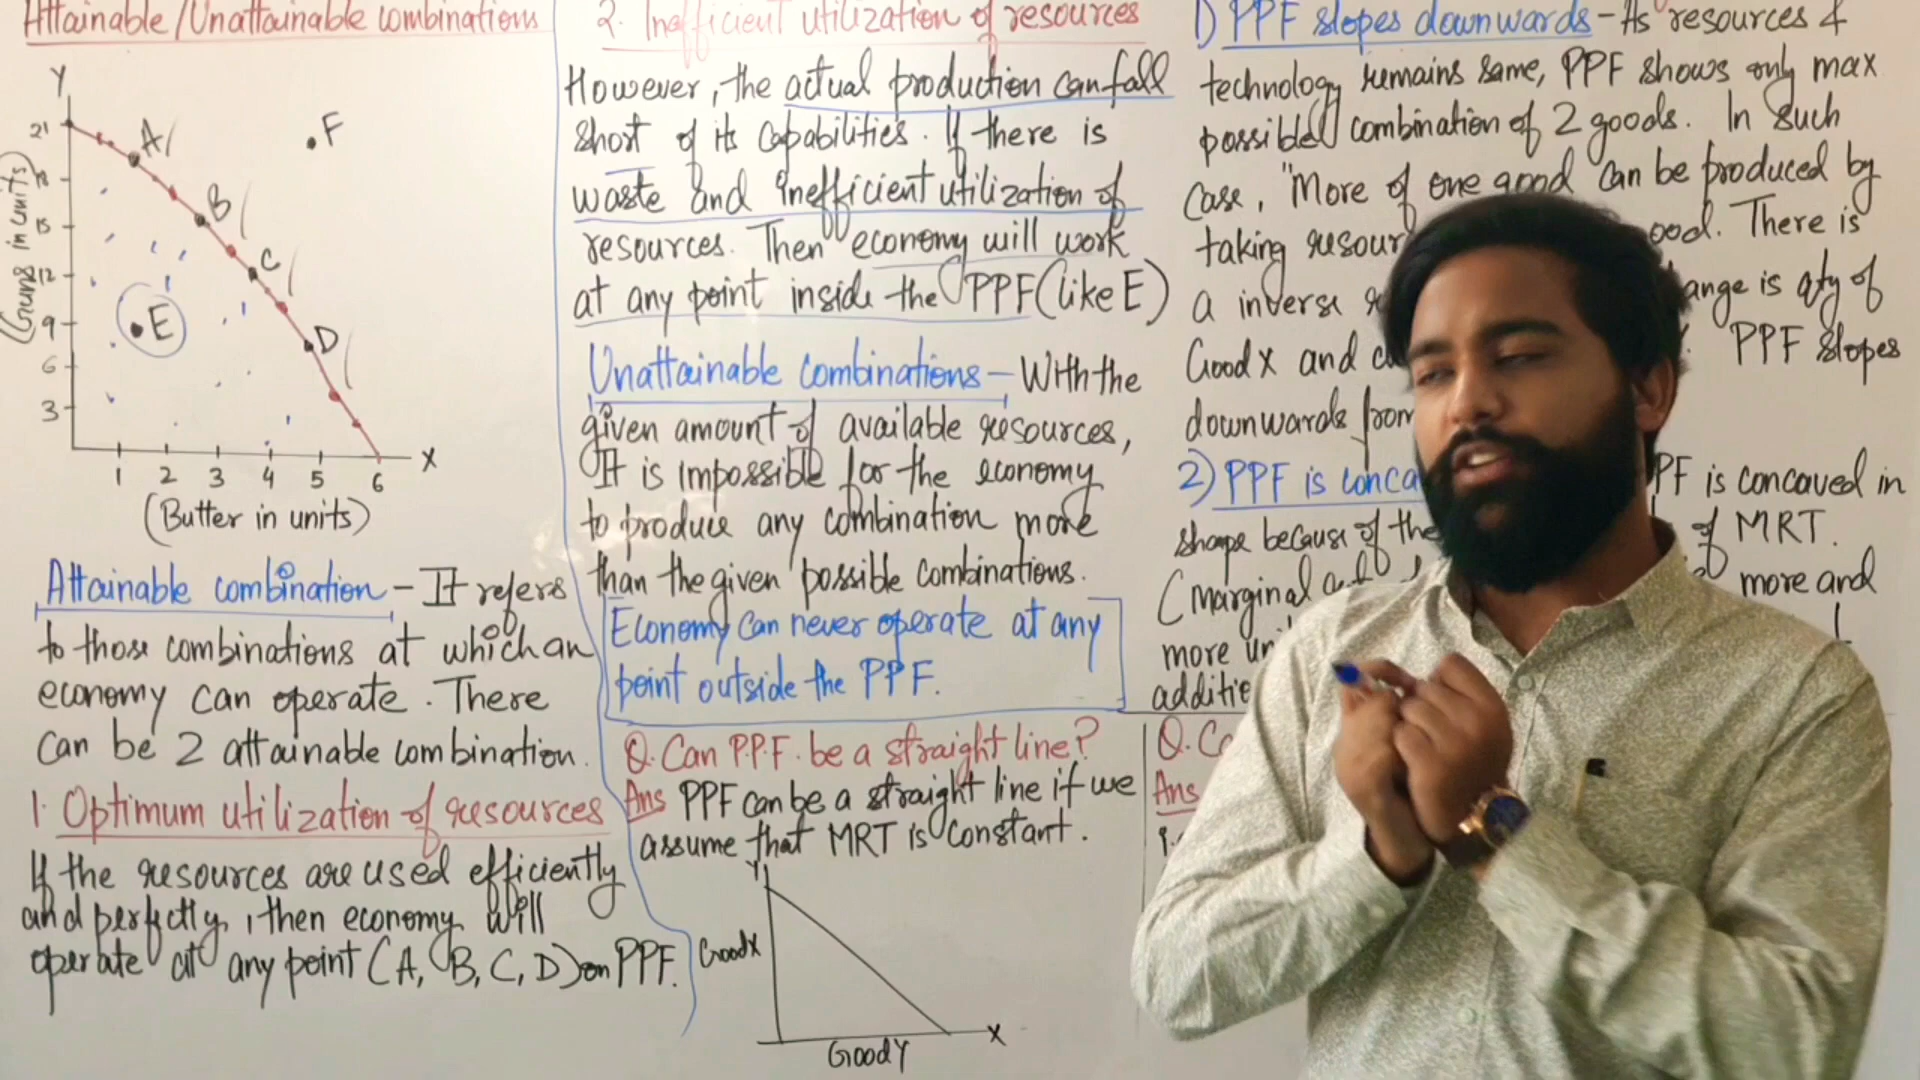 Attainable/Unattainable combinations
Y
21
18
15
12
9
6
3
(Guns in units)
A
B
C
D
E
F
1 2 3 4 5 6
X
(Butter in units)
Attainable combination - It refers
to those combinations at which an
economy can operate. There
can be 2 attainable combination.
1. Optimum utilization of resources
If the resources are used efficiently
and perfectly, then economy will
operate at any point (A, B, C, D) on PPF.
2. Inefficient utilization of resources
However, the actual production can fall
short of its capabilities. If there is
waste and inefficient utilization of
resources. Then economy will work
at any point inside the PPF (like E)
Unattainable combinations - With the
given amount of available resources,
It is impossible for the economy
to produce any combination more
than the given possible combinations.
Economy can never operate at any
point outside the PPF.
Q. Can P.P.F. be a straight line?
Ans PPF can be a straight line if we
assume that MRT is constant.
Y
Good X
X
Good Y
1) PPF slopes downwards - As resources &
technology remains same, PPF shows only max
possible combination of 2 goods. In such
case, "More of one good can be produced by
taking ood. There is
a inverse ange is qty of
Good X and PPF slopes
downwards from
2) PPF is PF is concaved in
shape because of the of MRT.
(Marginal more and
more
Q.
Ans